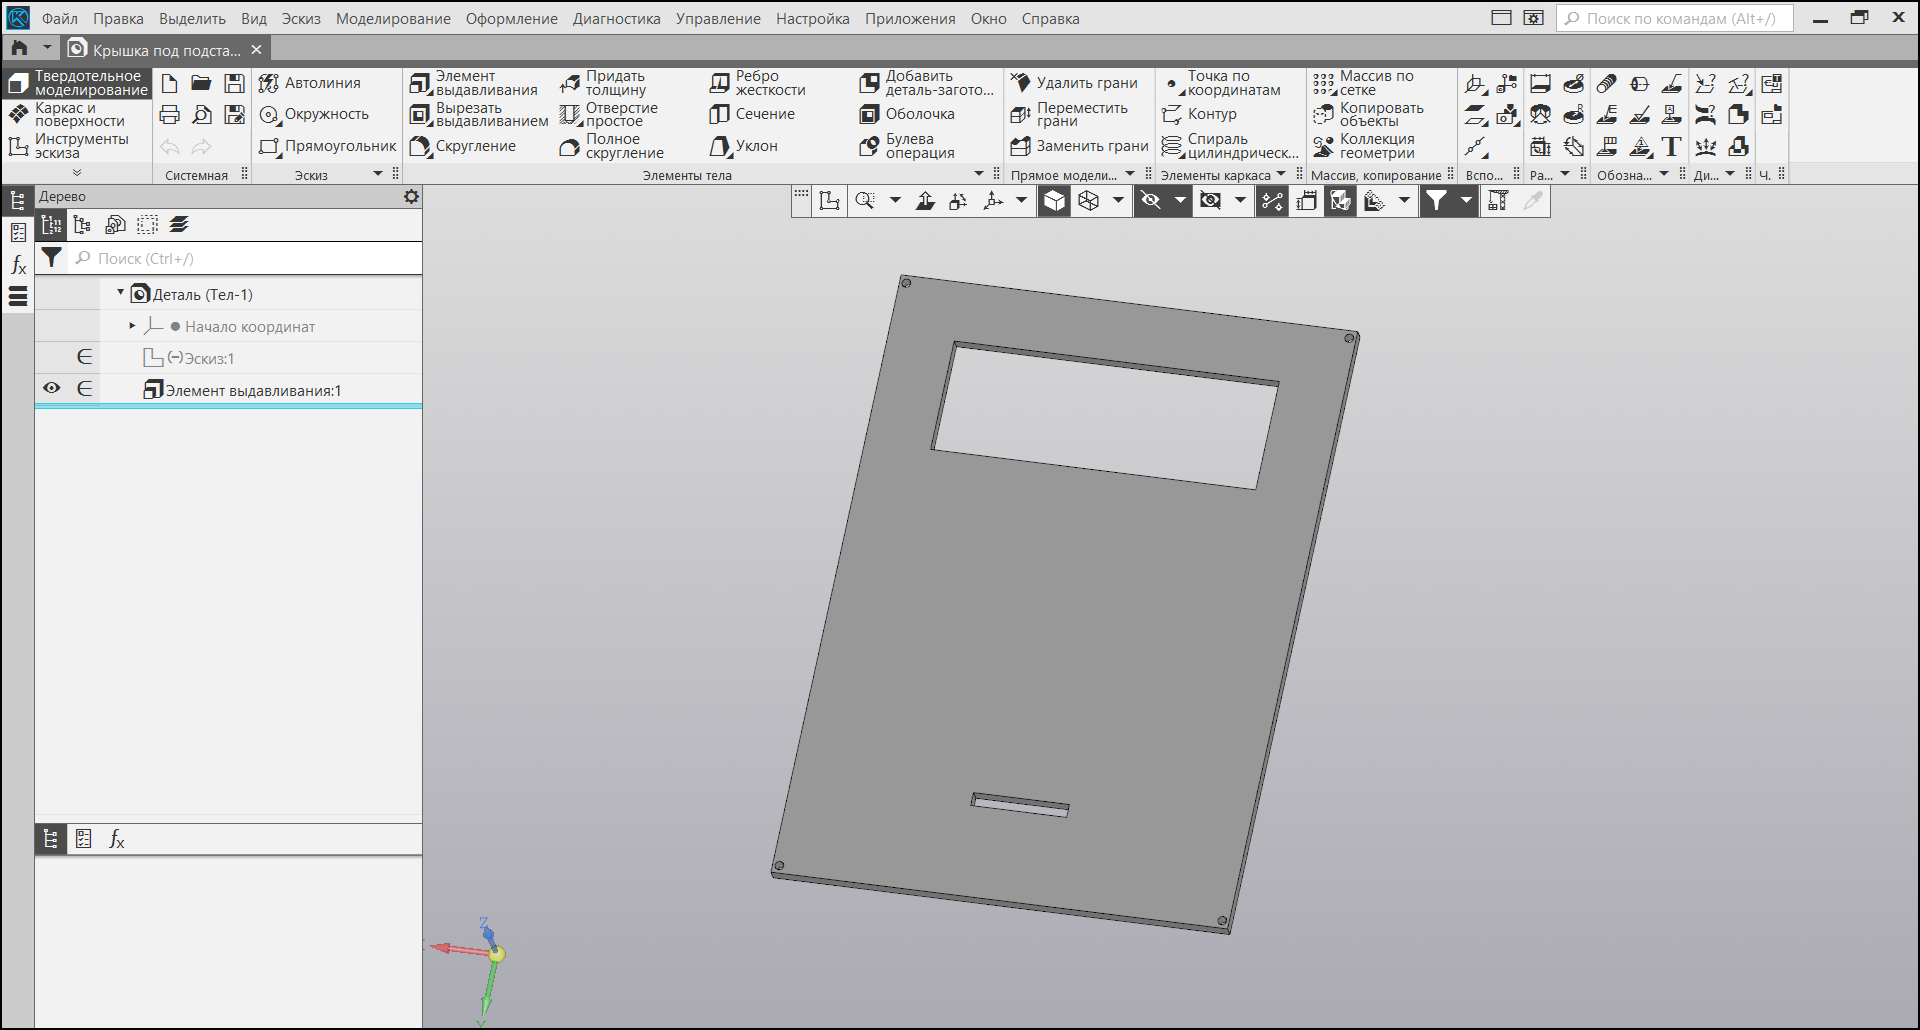 Файл Правка Выделить Вид Эскиз Моделирование Оформление Диагностика Управление Настройка Приложения Окно Справка Поиск по командам (Alt+/)
Крышка под подста...
Твердотельное моделирование
Каркас и поверхности
Инструменты эскиза
Системная
Автолиния
Окружность
Прямоугольник
Эскиз
Элемент выдавливания
Вырезать выдавливанием
Скругление
Придать толщину
Отверстие простое
Полное скругление
Ребро жесткости
Сечение
Уклон
Добавить деталь-загото...
Оболочка
Булева операция
Элементы тела
Удалить грани
Переместить грани
Заменить грани
Прямое модели...
Точка по координатам
Контур
Спираль цилиндрическ...
Элементы каркаса
Массив по сетке
Копировать объекты
Коллекция геометрии
Массив, копирование
Вспо...
Ра...
Обозна...
Ди...
Ч.
Дерево
Поиск (Ctrl+/)
Деталь (Тел-1)
Начало координат
(−)Эскиз:1
Элемент выдавливания:1
Z
Y